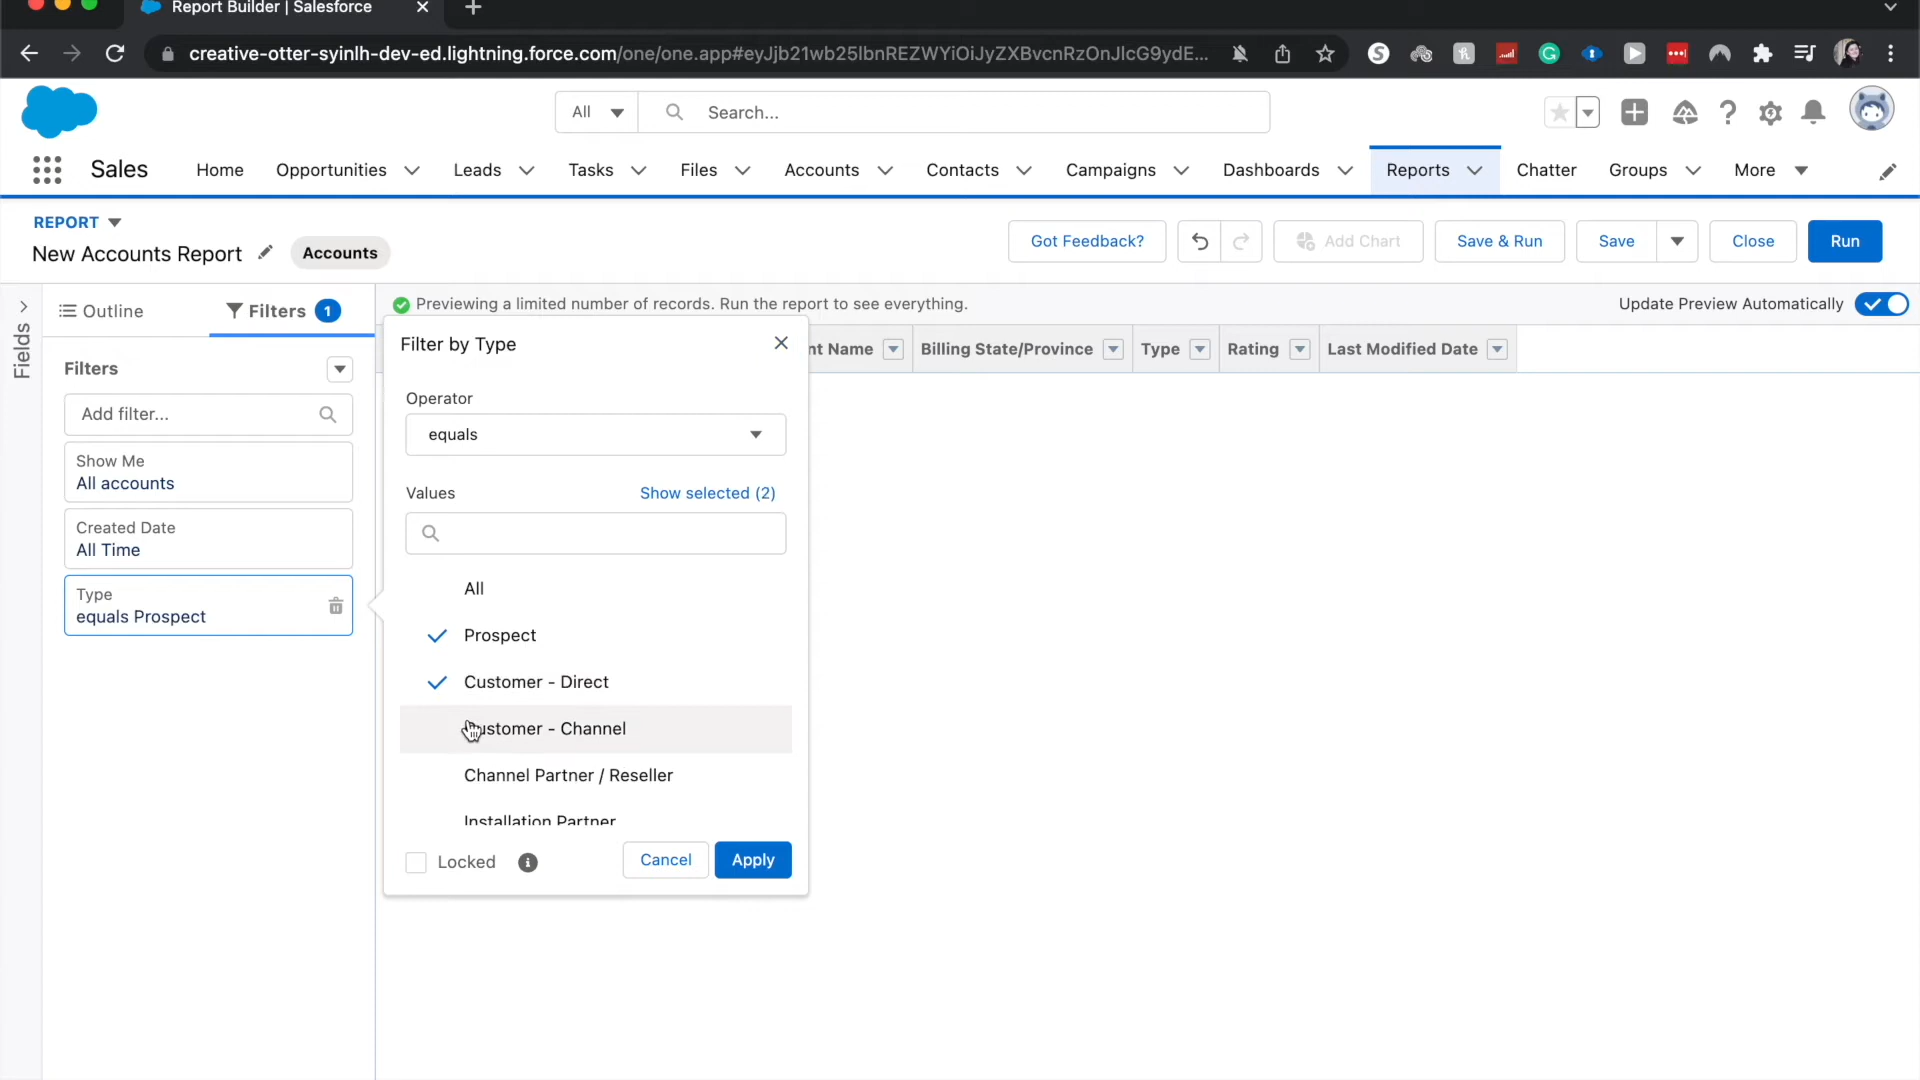 Report Builder | Salesforce
creative-otter-syinlh-dev-ed.lightning.force.com/one/one.app#eyJjb21wb25lbnREZWYiOiJyZXBvcnRzOnJlcG9ydE...
All
Search...
Sales
Home
Opportunities
Leads
Tasks
Files
Accounts
Contacts
Campaigns
Dashboards
Reports
Chatter
Groups
More
REPORT
New Accounts Report
Accounts
Got Feedback?
Add Chart
Save & Run
Save
Close
Run
Fields
Outline
Filters 1
Previewing a limited number of records. Run the report to see everything.
Update Preview Automatically
Filters
Add filter...
Show Me
All accounts
Created Date
All Time
Type
equals Prospect
Filter by Type
Operator
equals
Values
Show selected (2)
All
Prospect
Customer - Direct
Customer - Channel
Channel Partner / Reseller
Installation Partner
Locked
Cancel
Apply
nt Name
Billing State/Province
Type
Rating
Last Modified Date